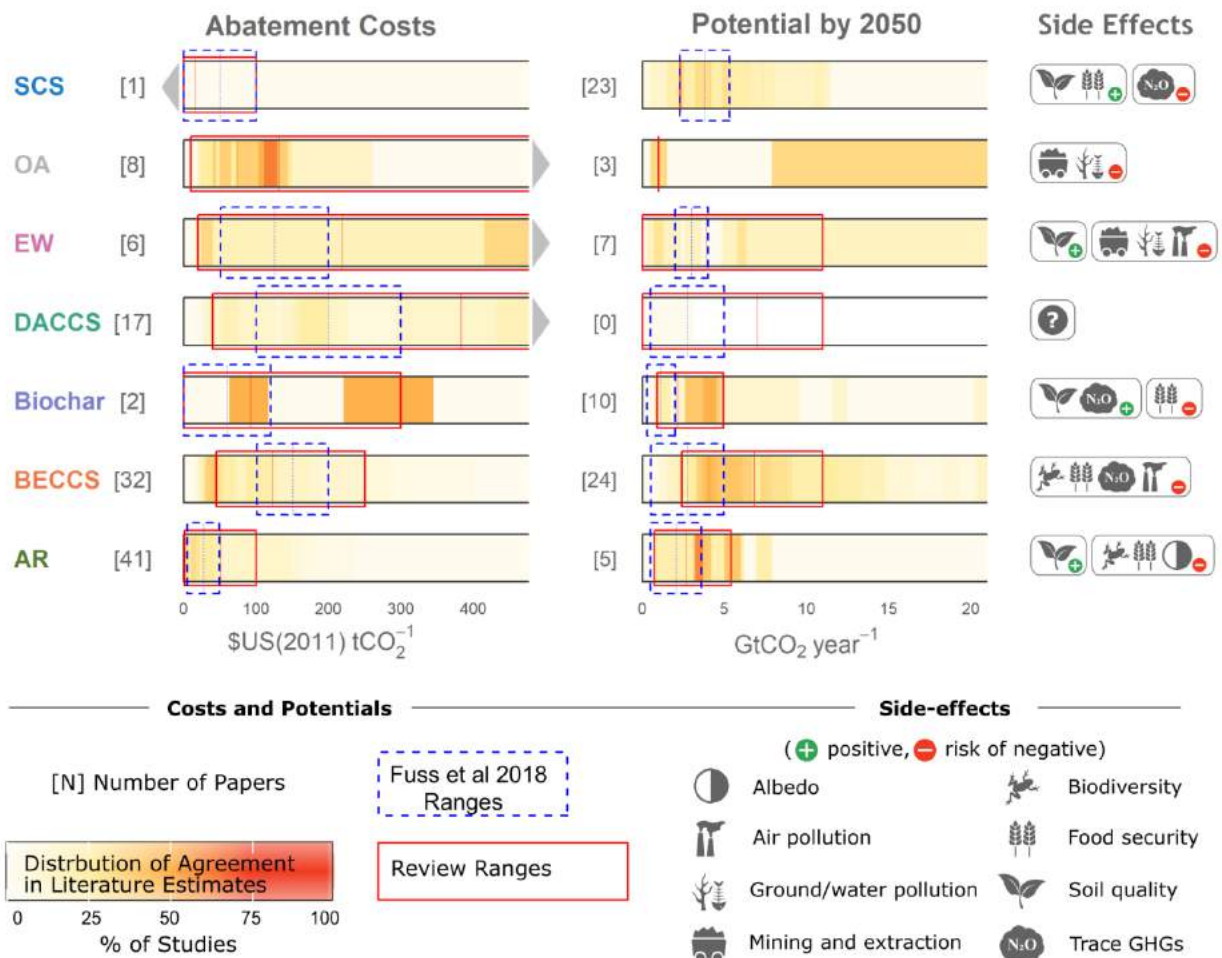 Abatement Costs Potential by 2050 Side Effects
SCS [1] [23] N₂O
OA [8] [3]
EW [6] [7]
DACCS [17] [0] ?
Biochar [2] [10] N₂O
BECCS [32] [24] N₂O
AR [41] [5]
0 100 200 300 400 0 5 10 15 20
$US(2011) tCO₂⁻¹ GtCO₂ year⁻¹
Costs and Potentials Side-effects
(+ positive, − risk of negative)
[N] Number of Papers
Fuss et al 2018
Ranges
Albedo Biodiversity
Air pollution Food security
Distrbution of Agreement
in Literature Estimates
Review Ranges
Ground/water pollution Soil quality
0 25 50 75 100
% of Studies
Mining and extraction N₂O Trace GHGs